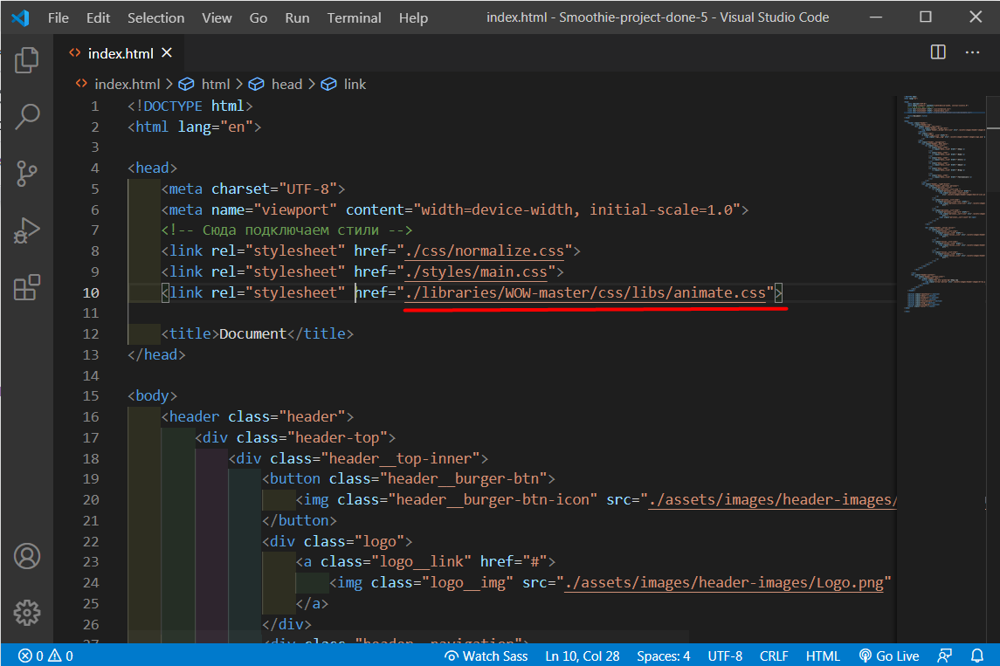 File Edit Selection View Go Run Terminal Help index.html - Smoothie-project-done-5 - Visual Studio Code
index.html
index.html > html > head > link
1 <!DOCTYPE html>
2 <html lang="en">
3
4 <head>
5 <meta charset="UTF-8">
6 <meta name="viewport" content="width=device-width, initial-scale=1.0">
7 <!-- Сюда подключаем стили -->
8 <link rel="stylesheet" href="./css/normalize.css">
9 <link rel="stylesheet" href="./styles/main.css">
10 <link rel="stylesheet" href="./libraries/WOW-master/css/libs/animate.css">
11
12 <title>Document</title>
13 </head>
14
15 <body>
16 <header class="header">
17 <div class="header-top">
18 <div class="header__top-inner">
19 <button class="header__burger-btn">
20 <img class="header__burger-btn-icon" src="./assets/images/header-images/
21 </button>
22 <div class="logo">
23 <a class="logo__link" href="#">
24 <img class="logo__img" src="./assets/images/header-images/Logo.png"
25 </a>
26 </div>
27 <div class="header__navigation">
0 0 Watch Sass Ln 10, Col 28 Spaces: 4 UTF-8 CRLF HTML Go Live